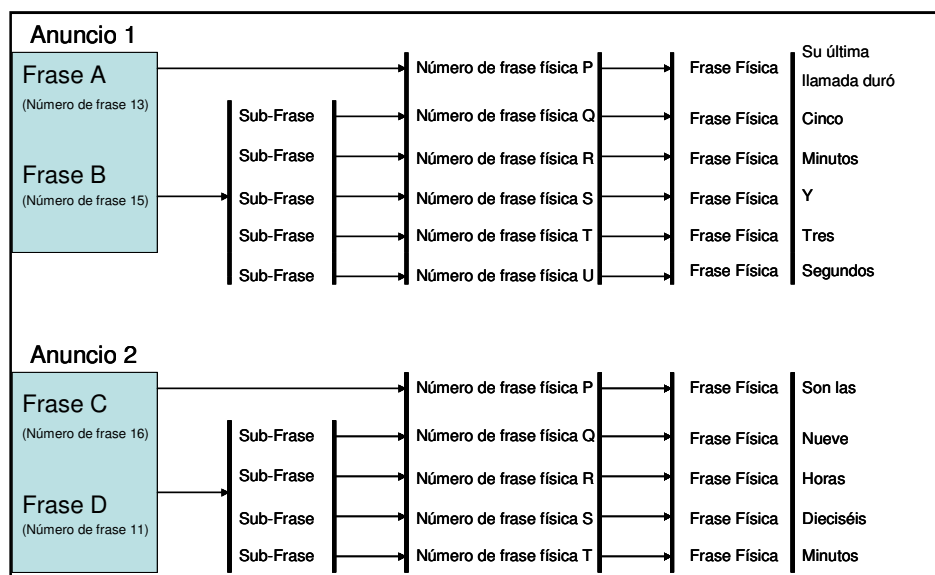 Anuncio 1
Frase A
(Número de frase 13)
Frase B
(Número de frase 15)
Número de frase física P
Frase Física
Su última
llamada duró
Sub-Frase
Número de frase física Q
Frase Física
Cinco
Sub-Frase
Número de frase física R
Frase Física
Minutos
Sub-Frase
Número de frase física S
Frase Física
Y
Sub-Frase
Número de frase física T
Frase Física
Tres
Sub-Frase
Número de frase física U
Frase Física
Segundos
Anuncio 2
Frase C
(Número de frase 16)
Frase D
(Número de frase 11)
Número de frase física P
Frase Física
Son las
Sub-Frase
Número de frase física Q
Frase Física
Nueve
Sub-Frase
Número de frase física R
Frase Física
Horas
Sub-Frase
Número de frase física S
Frase Física
Dieciséis
Sub-Frase
Número de frase física T
Frase Física
Minutos